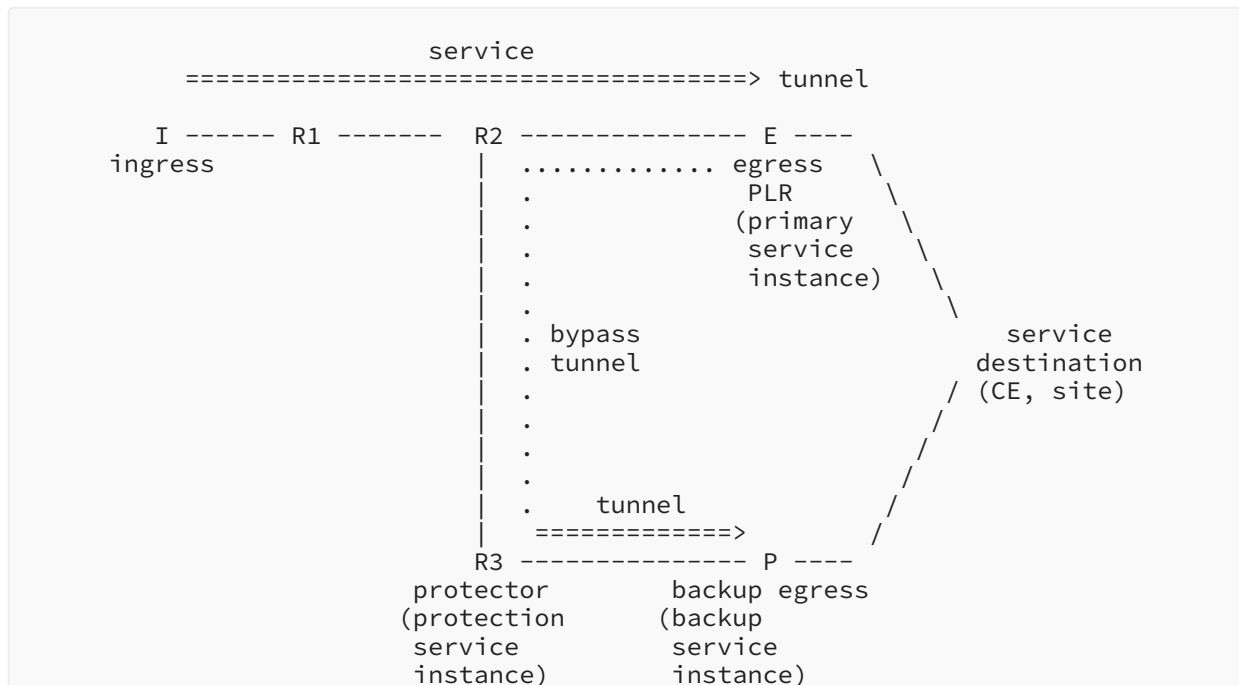 service
=====================================> tunnel
I ------ R1 ------- R2 --------------- E ----
ingress | ............. egress \
| . PLR \
| . (primary \
| . service \
| . instance) \
| . \
| . bypass service
| . tunnel destination
| . / (CE, site)
| . /
| . /
| . /
| . tunnel /
| =============> /
R3 --------------- P ----
protector backup egress
(protection (backup
service service
instance) instance)